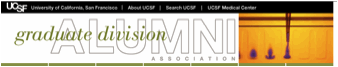 UCSF University of California, San Francisco | About UCSF | Search UCSF | UCSF Medical Center
graduate division
ALUMNI
ASSOCIATION